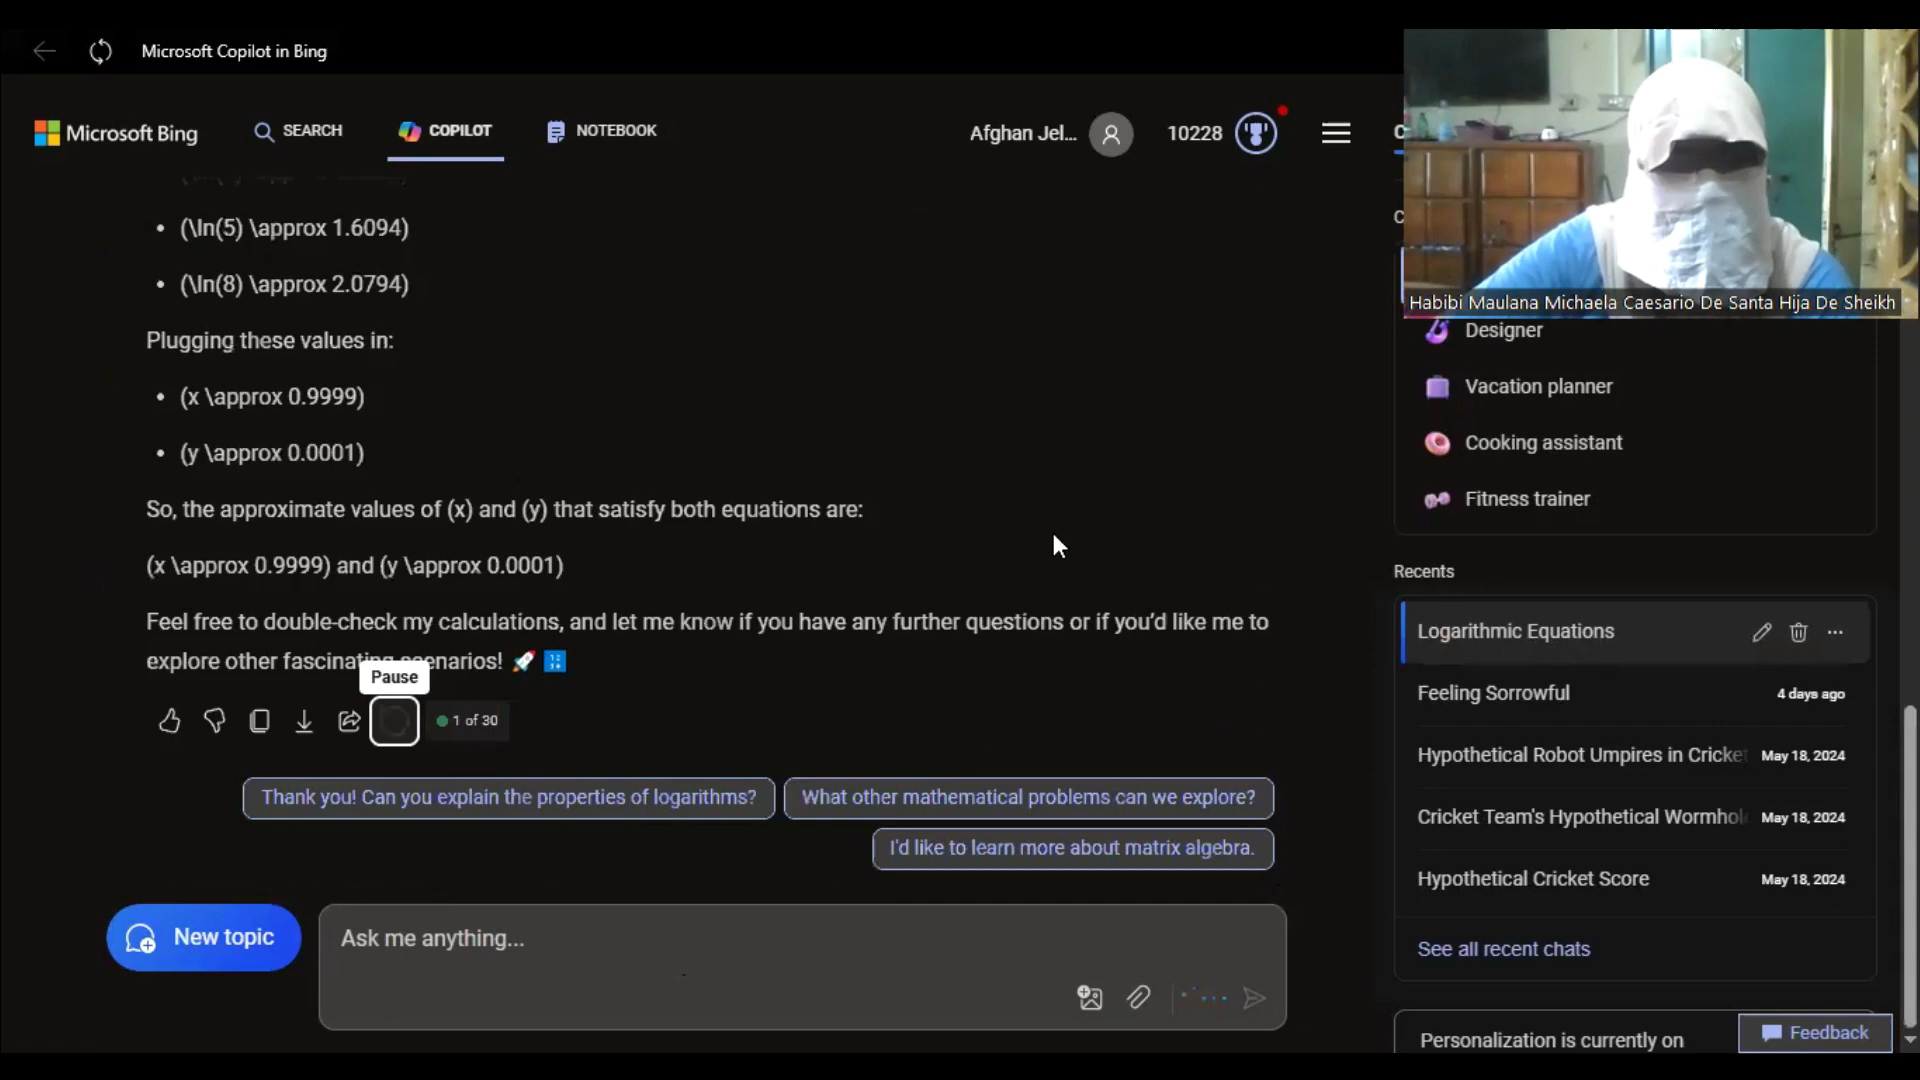 Microsoft Copilot in Bing
Microsoft Bing
SEARCH
COPILOT
NOTEBOOK
Afghan Jel...
10228
Habibi Maulana Michaela Caesario De Santa Hija De Sheikh
• (\ln(5) \approx 1.6094)
• (\ln(8) \approx 2.0794)
Plugging these values in:
• (x \approx 0.9999)
• (y \approx 0.0001)
So, the approximate values of (x) and (y) that satisfy both equations are:
(x \approx 0.9999) and (y \approx 0.0001)
Feel free to double-check my calculations, and let me know if you have any further questions or if you’d like me to
explore other fascinating scenarios! 🚀 🔢
Pause
1 of 30
Thank you! Can you explain the properties of logarithms?
What other mathematical problems can we explore?
I'd like to learn more about matrix algebra.
New topic
Ask me anything...
Designer
Vacation planner
Cooking assistant
Fitness trainer
Recents
Logarithmic Equations
Feeling Sorrowful 4 days ago
Hypothetical Robot Umpires in Cricke May 18, 2024
Cricket Team's Hypothetical Wormhol May 18, 2024
Hypothetical Cricket Score May 18, 2024
See all recent chats
Personalization is currently on
Feedback